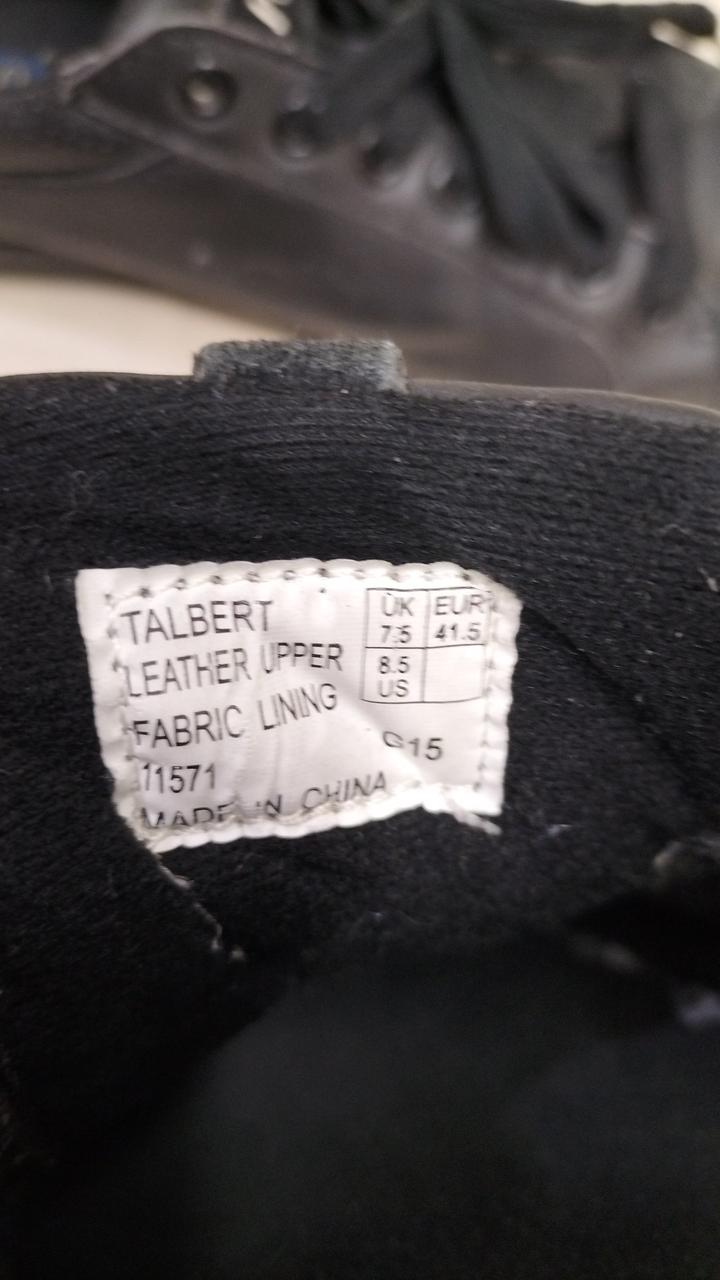 TALBERT
LEATHER UPPER
FABRIC LINING
11571
MADE IN CHINA
UK EUR
7.5 41.5
8.5
US
G15